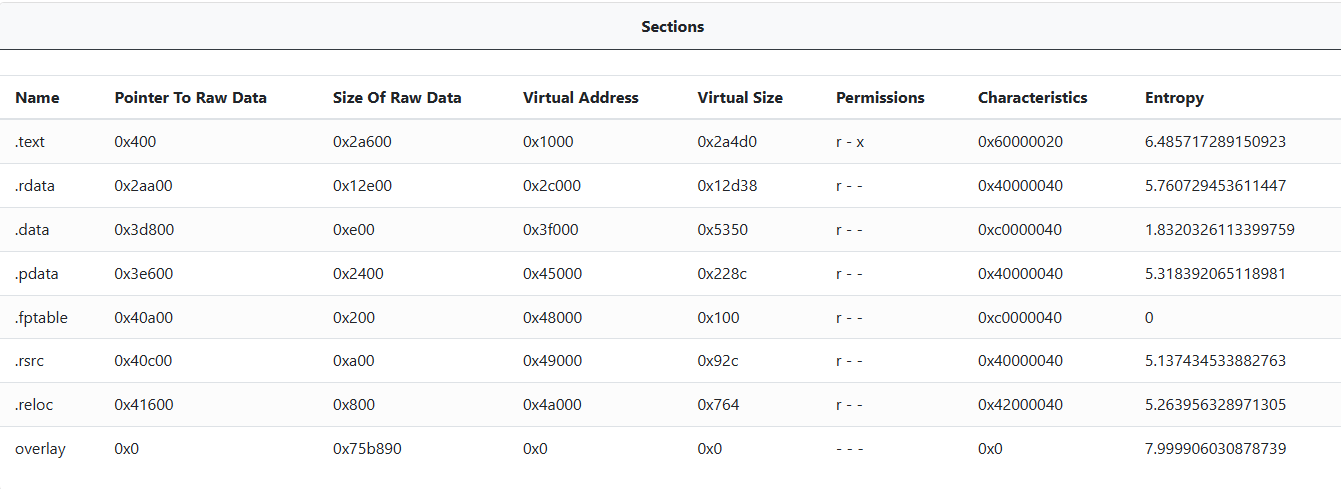 Sections
Name Pointer To Raw Data Size Of Raw Data Virtual Address Virtual Size Permissions Characteristics Entropy
.text 0x400 0x2a600 0x1000 0x2a4d0 r - x 0x60000020 6.485717289150923
.rdata 0x2aa00 0x12e00 0x2c000 0x12d38 r - - 0x40000040 5.760729453611447
.data 0x3d800 0xe00 0x3f000 0x5350 r - - 0xc0000040 1.8320326113399759
.pdata 0x3e600 0x2400 0x45000 0x228c r - - 0x40000040 5.318392065118981
.fptable 0x40a00 0x200 0x48000 0x100 r - - 0xc0000040 0
.rsrc 0x40c00 0xa00 0x49000 0x92c r - - 0x40000040 5.137434533882763
.reloc 0x41600 0x800 0x4a000 0x764 r - - 0x42000040 5.263956328971305
overlay 0x0 0x75b890 0x0 0x0 - - - 0x0 7.999906030878739